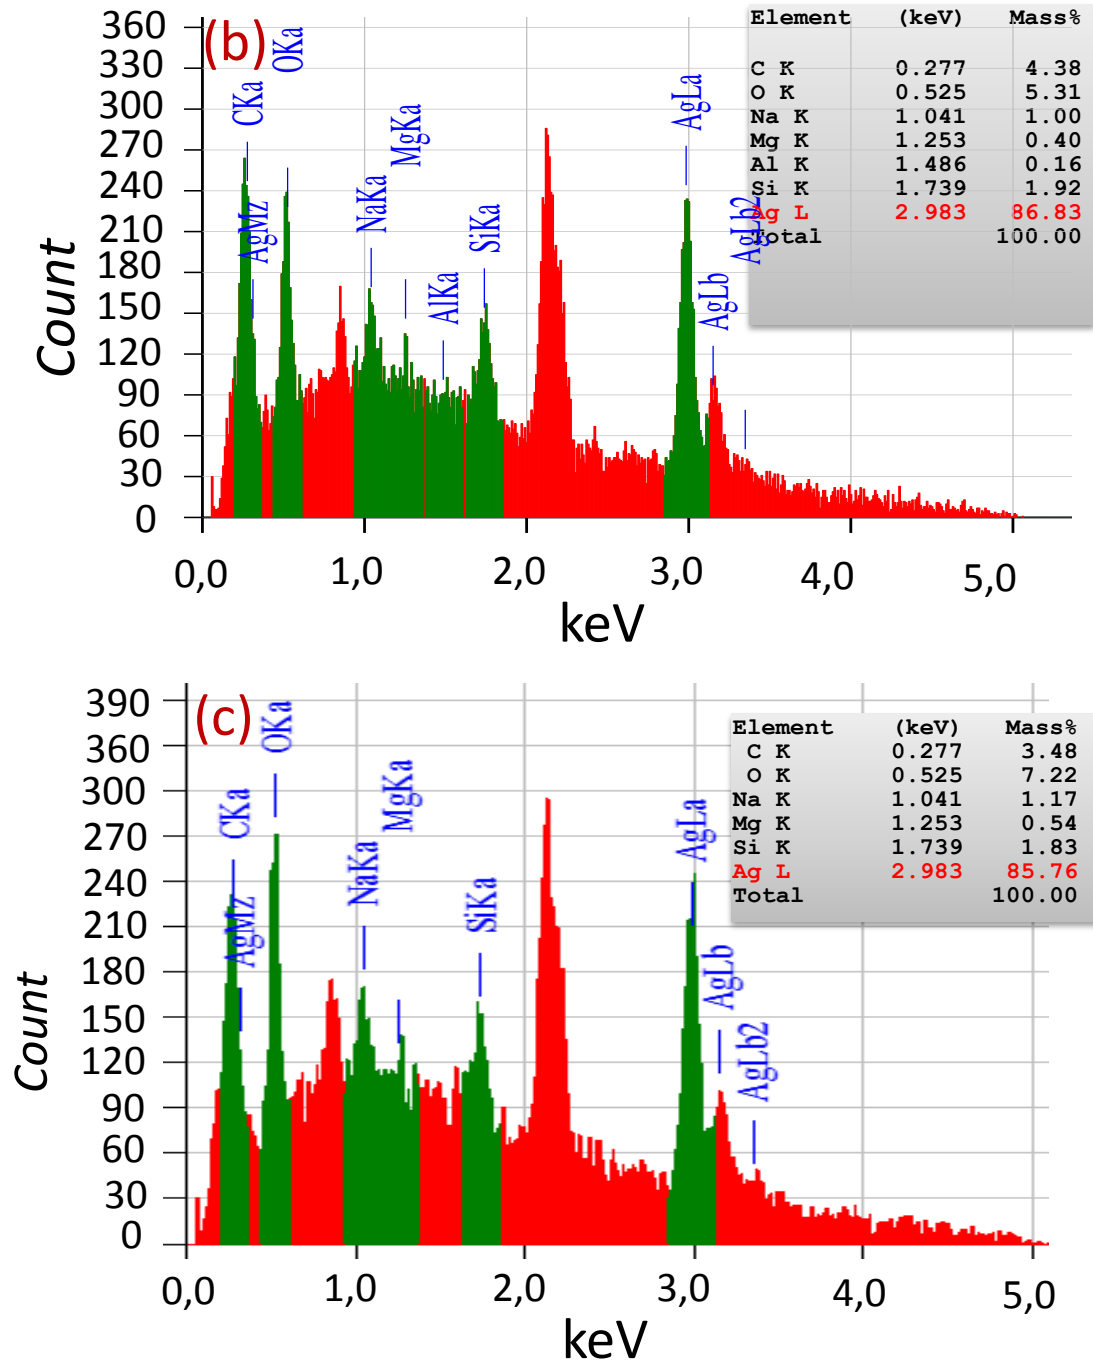 (b)
360
330
300
270
240
210
180
150
120
90
60
30
0
Count
CKa
AgMz
OKa
NaKa
MgKa
AlKa
SiKa
AgLa
AgLb
AgLb2
Element (keV) Mass%
C K 0.277 4.38
O K 0.525 5.31
Na K 1.041 1.00
Mg K 1.253 0.40
Al K 1.486 0.16
Si K 1.739 1.92
Ag L 2.983 86.83
Total 100.00
0,0 1,0 2,0 3,0 4,0 5,0
keV
(c)
390
360
300
270
240
210
180
150
120
90
60
30
0
Count
CKa
AgMz
OKa
NaKa
MgKa
SiKa
AgLa
AgLb
AgLb2
Element (keV) Mass%
C K 0.277 3.48
O K 0.525 7.22
Na K 1.041 1.17
Mg K 1.253 0.54
Si K 1.739 1.83
Ag L 2.983 85.76
Total 100.00
0,0 1,0 2,0 3,0 4,0 5,0
keV